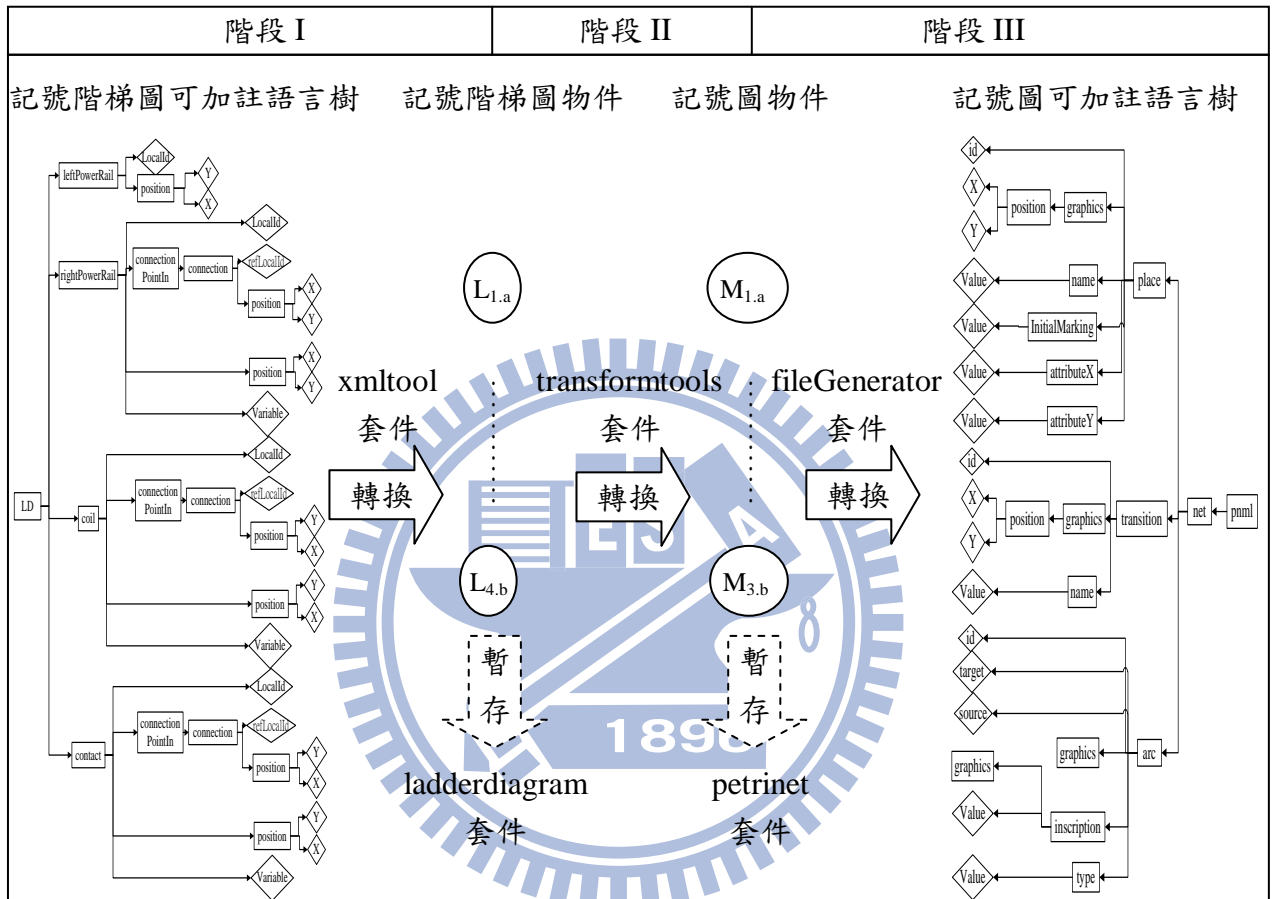 階段 I
階段 II
階段 III
記號階梯圖可加註語言樹
記號階梯圖物件
記號圖物件
記號圖可加註語言樹
LD
leftPowerRail
LocalId
position
Y
X
rightPowerRail
LocalId
connection
PointIn
connection
refLocalId
position
X
Y
position
X
Y
Variable
coil
LocalId
connection
PointIn
connection
refLocalId
position
Y
X
position
Y
X
Variable
contact
LocalId
connection
PointIn
connection
refLocalId
position
Y
X
position
Y
X
Variable
L1.a
M1.a
xmltool
套件
轉換
transformtools
套件
轉換
fileGenerator
套件
轉換
L4.b
M3.b
暫
存
暫
存
ladderdiagram
套件
petrinet
套件
E S A
8
1896
id
X
Y
position
graphics
Value
name
place
Value
InitialMarking
Value
attributeX
Value
attributeY
id
X
Y
position
graphics
transition
net
pnml
Value
name
id
target
source
graphics
arc
graphics
Value
inscription
Value
type